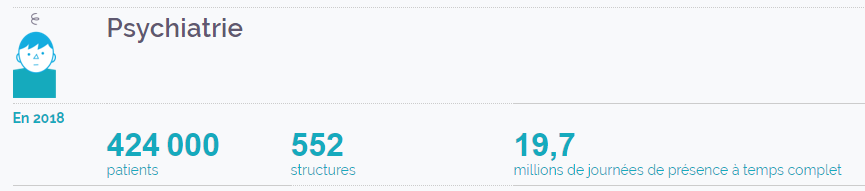 Psychiatrie
En 2018
424 000 552 19,7
patients structures millions de journées de présence à temps complet